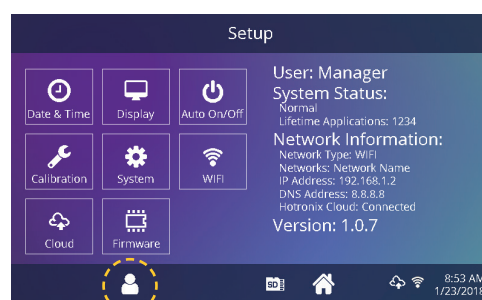 Setup
Date & Time
Display
Auto On/Off
Calibration
System
WIFI
Cloud
Firmware
User: Manager
System Status:
Normal
Lifetime Applications: 1234
Network Information:
Network Type: WIFI
Networks: Network Name
IP Address: 192.168.1.2
DNS Address: 8.8.8.8
Hotronix Cloud: Connected
Version: 1.0.7
SD
8:53 AM
1/23/2018